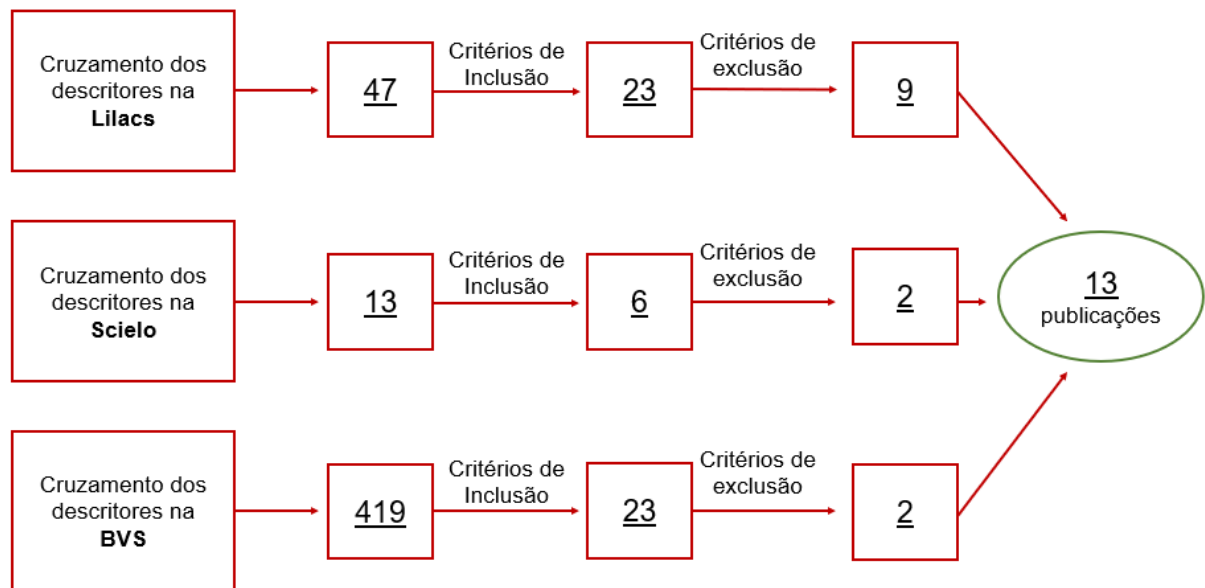 Cruzamento dos
descritores na
Lilacs
47
Critérios de
Inclusão
23
Critérios de
exclusão
9
Cruzamento dos
descritores na
Scielo
13
Critérios de
Inclusão
6
Critérios de
exclusão
2
13
publicações
Cruzamento dos
descritores na
BVS
419
Critérios de
Inclusão
23
Critérios de
exclusão
2